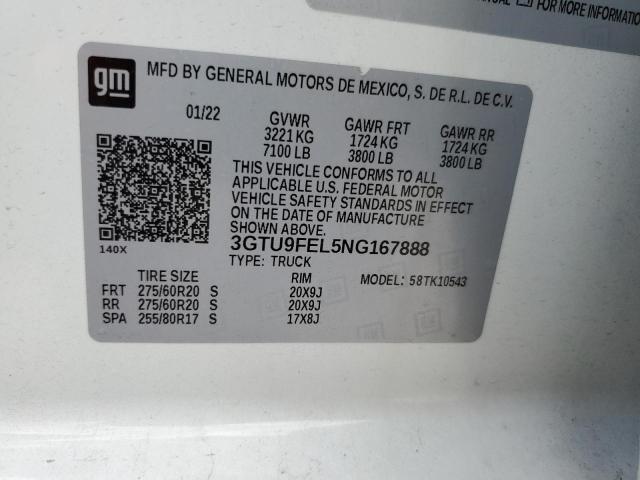 NUAL FOR MORE INFORMATION
gm MFD BY GENERAL MOTORS DE MEXICO, S. DE R.L. DE C.V.
01/22 GVWR GAWR FRT GAWR RR
3221 KG 1724 KG 1724 KG
7100 LB 3800 LB 3800 LB
THIS VEHICLE CONFORMS TO ALL
APPLICABLE U.S. FEDERAL MOTOR
VEHICLE SAFETY STANDARDS IN EFFECT
ON THE DATE OF MANUFACTURE
SHOWN ABOVE.
140X 3GTU9FEL5NG167888
TYPE: TRUCK
TIRE SIZE RIM MODEL: 58TK10543
FRT 275/60R20 S 20X9J
RR 275/60R20 S 20X9J
SPA 255/80R17 S 17X8J